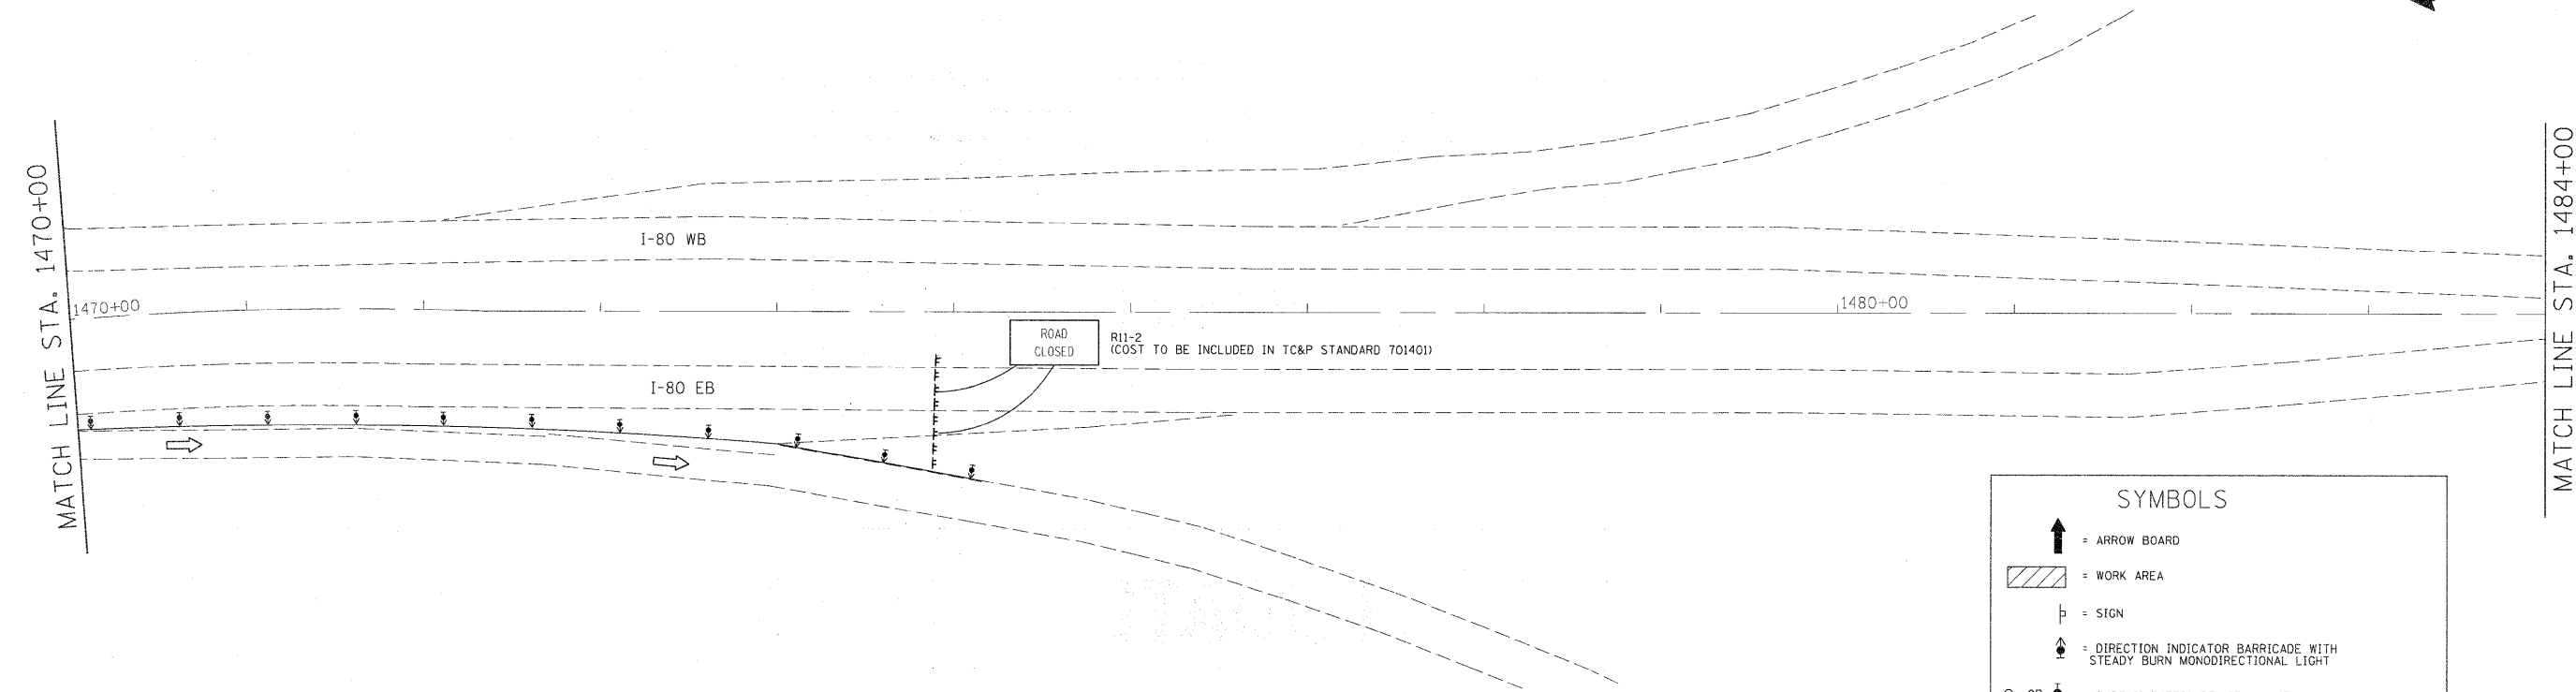 MATCH LINE STA. 1470+00
I-80 WB
1470+00
1480+00
ROAD
CLOSED
R11-2
(COST TO BE INCLUDED IN TC&P STANDARD 701401)
I-80 EB
MATCH LINE STA. 1484+00
SYMBOLS
= ARROW BOARD
= WORK AREA
= SIGN
= DIRECTION INDICATOR BARRICADE WITH
STEADY BURN MONODIRECTIONAL LIGHT